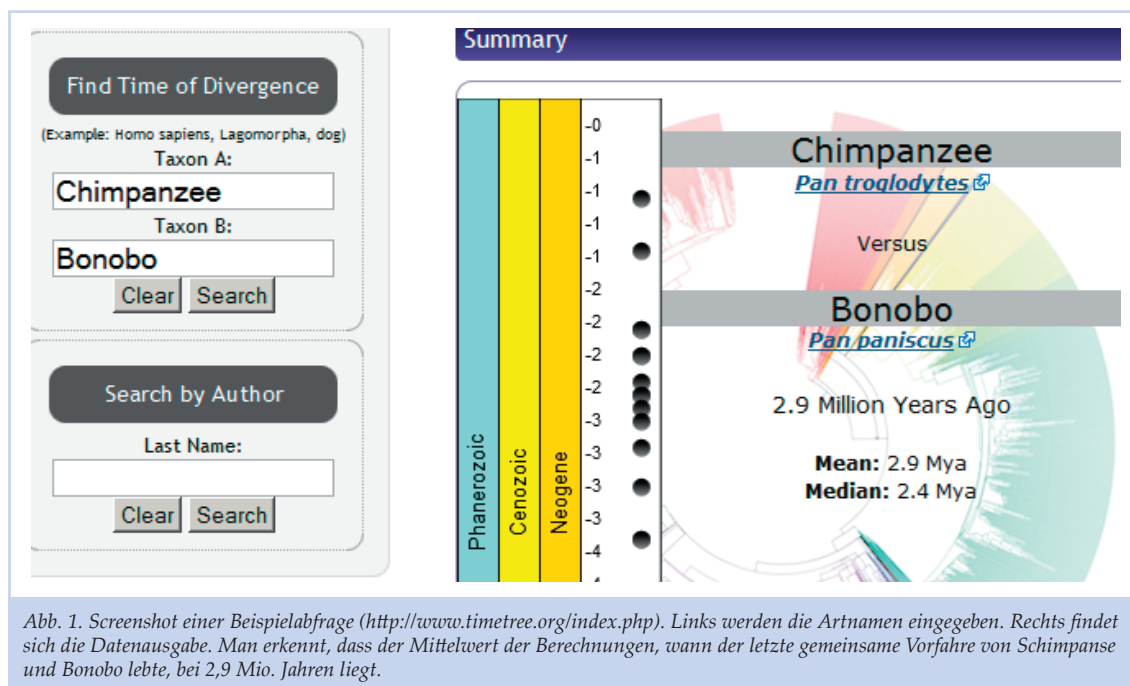 Find Time of Divergence
(Example: Homo sapiens, Lagomorpha, dog)
Taxon A:
Chimpanzee
Taxon B:
Bonobo
Clear Search
Search by Author
Last Name:
Clear Search
Summary
Phanerozoic
Cenozoic
Neogene
-0
-1
-1
-1
-1
-2
-2
-2
-2
-3
-3
-3
-3
-4
Chimpanzee
Pan troglodytes
Versus
Bonobo
Pan paniscus
2.9 Million Years Ago
Mean: 2.9 Mya
Median: 2.4 Mya
Abb. 1. Screenshot einer Beispielabfrage (http://www.timetree.org/index.php). Links werden die Artnamen eingegeben. Rechts findet
sich die Datenausgabe. Man erkennt, dass der Mittelwert der Berechnungen, wann der letzte gemeinsame Vorfahre von Schimpanse
und Bonobo lebte, bei 2,9 Mio. Jahren liegt.